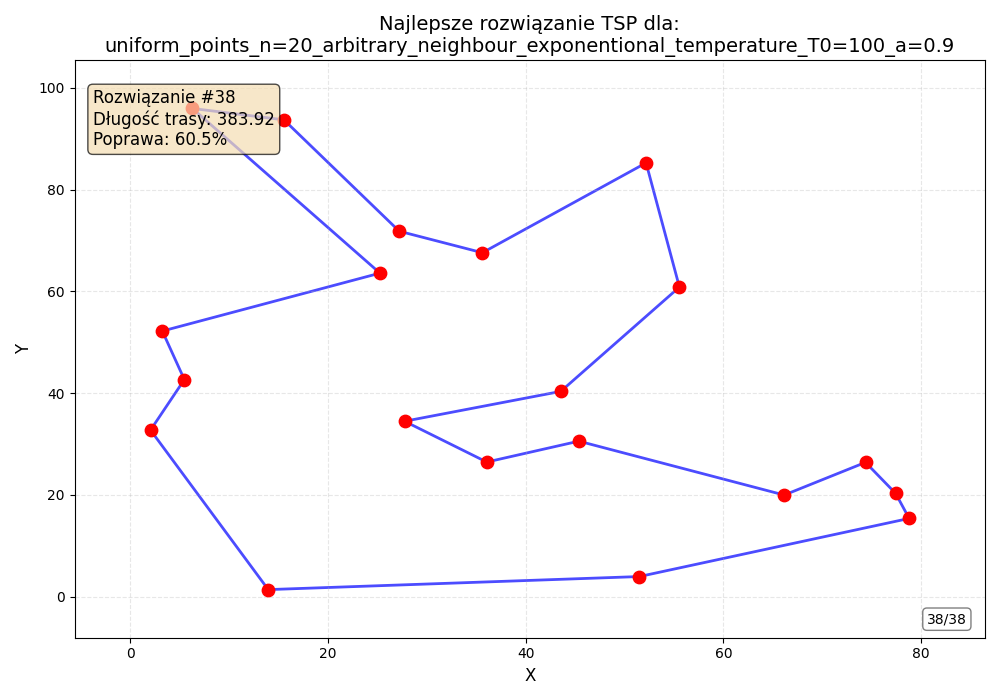 Najlepsze rozwiązanie TSP dla:
uniform_points_n=20_arbitrary_neighbour_exponential_temperature_T0=100_a=0.9
Rozwiązanie #38
Długość trasy: 383.92
Poprawa: 60.5%
100
80
60
40
20
0
Y
38/38
0 20 40 60 80
X